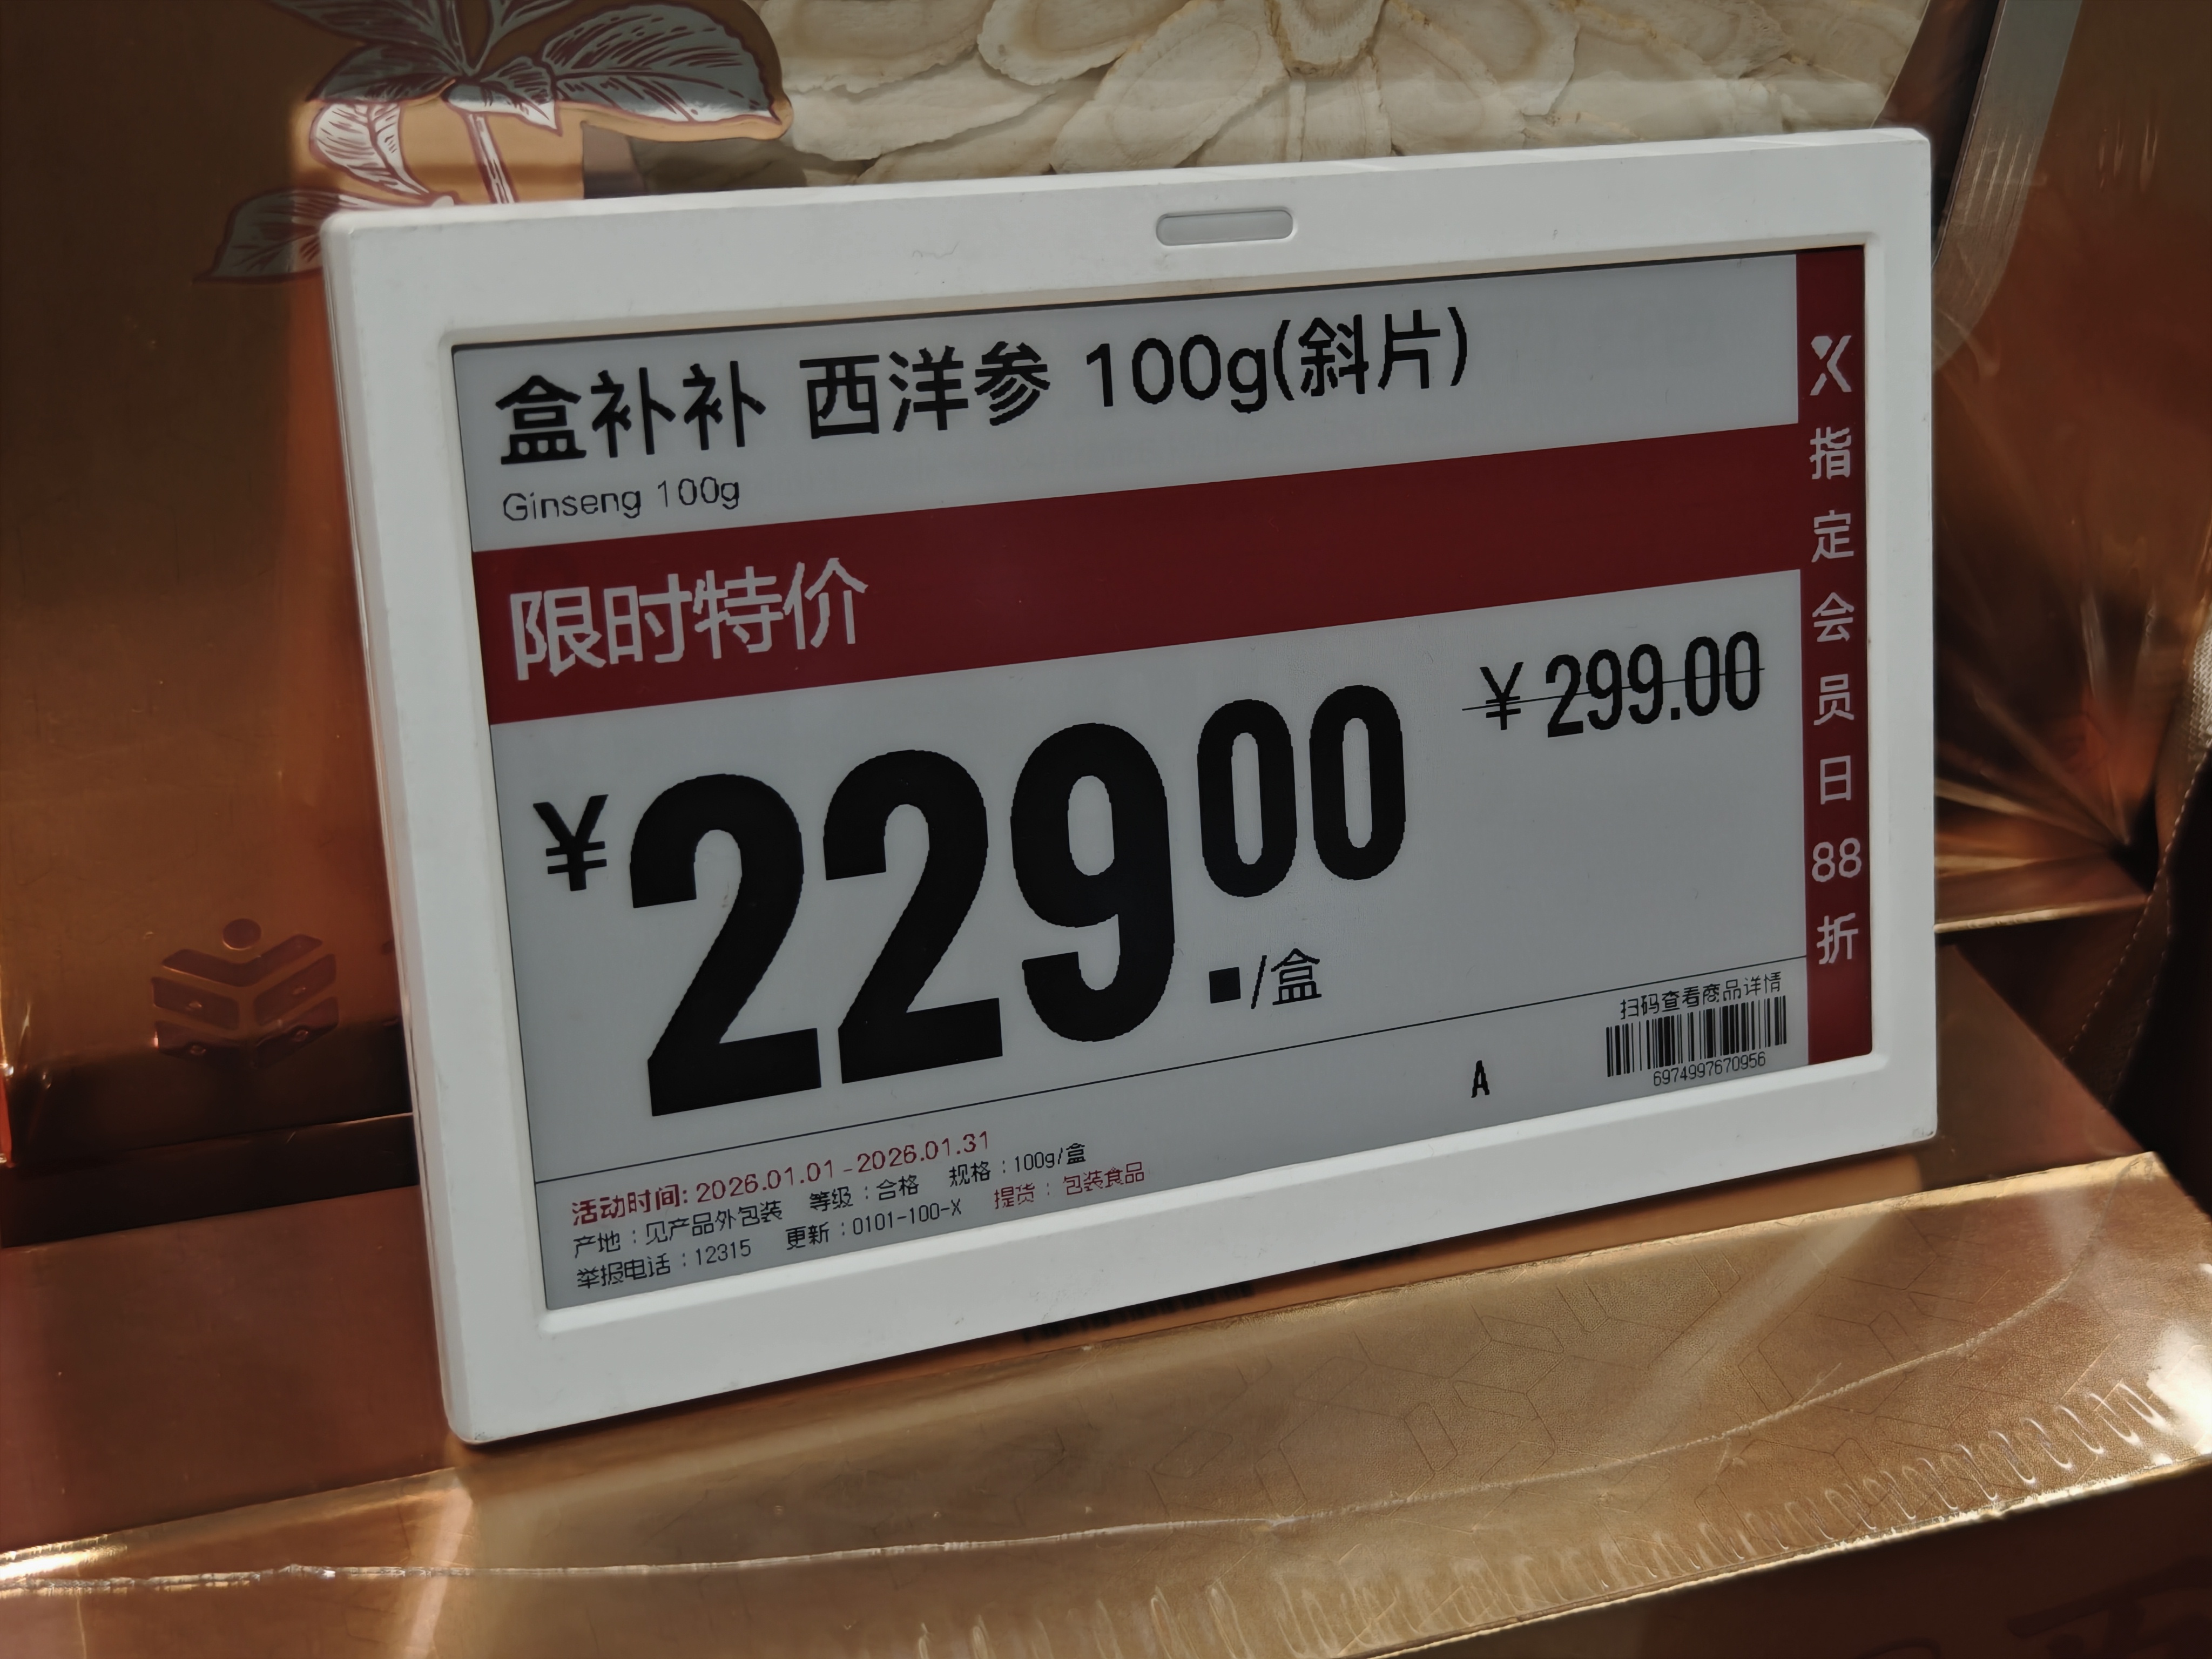 盒补补 西洋参 100g(斜片)
Ginseng 100g
限时特价
¥229.00/盒
¥299.00
X指定会员日88折
扫码查看商品详情
6974997670956
A
活动时间: 2026.01.01-2026.01.31
产地:见产品外包装 等级:合格 规格:100g/盒
举报电话:12315 更新:0101-100-X 提货:包装食品